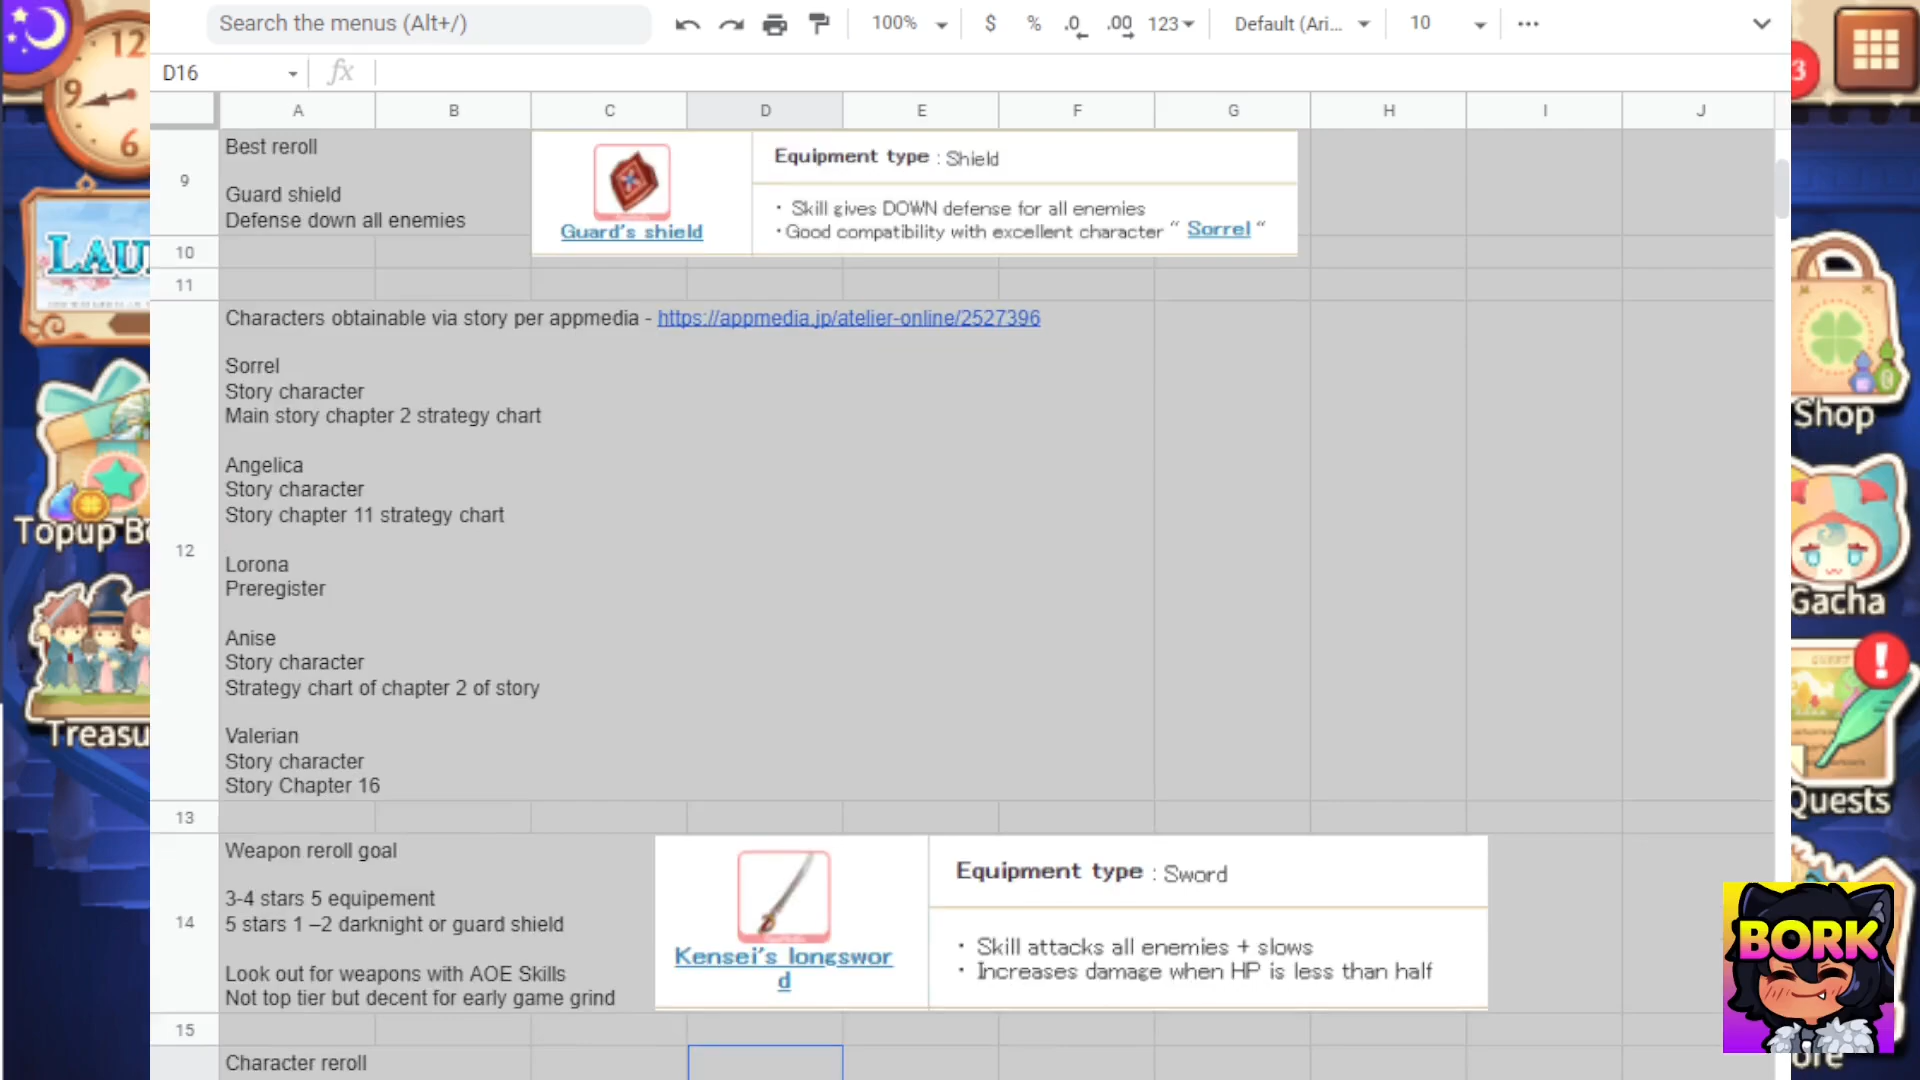 Search the menus (Alt+/)
100%
$
%
.0
.00
123
Default (Ari...
10
D16
fx
A
B
C
D
E
F
G
H
I
J
9
Best reroll
Guard shield
Defense down all enemies
Guard's shield
Equipment type : Shield
・ Skill gives DOWN defense for all enemies
・Good compatibility with excellent character “ Sorrel “
10
11
12
Characters obtainable via story per appmedia - https://appmedia.jp/atelier-online/2527396
Sorrel
Story character
Main story chapter 2 strategy chart
Angelica
Story character
Story chapter 11 strategy chart
Lorona
Preregister
Anise
Story character
Strategy chart of chapter 2 of story
Valerian
Story character
Story Chapter 16
13
14
Weapon reroll goal
3-4 stars 5 equipement
5 stars 1 –2 darknight or guard shield
Look out for weapons with AOE Skills
Not top tier but decent for early game grind
Kensei's longswor
d
Equipment type : Sword
・ Skill attacks all enemies + slows
・ Increases damage when HP is less than half
15
Character reroll
12
9
6
LAU
Topup B
Treasu
3
Shop
Gacha
!
Quests
BORK
ore